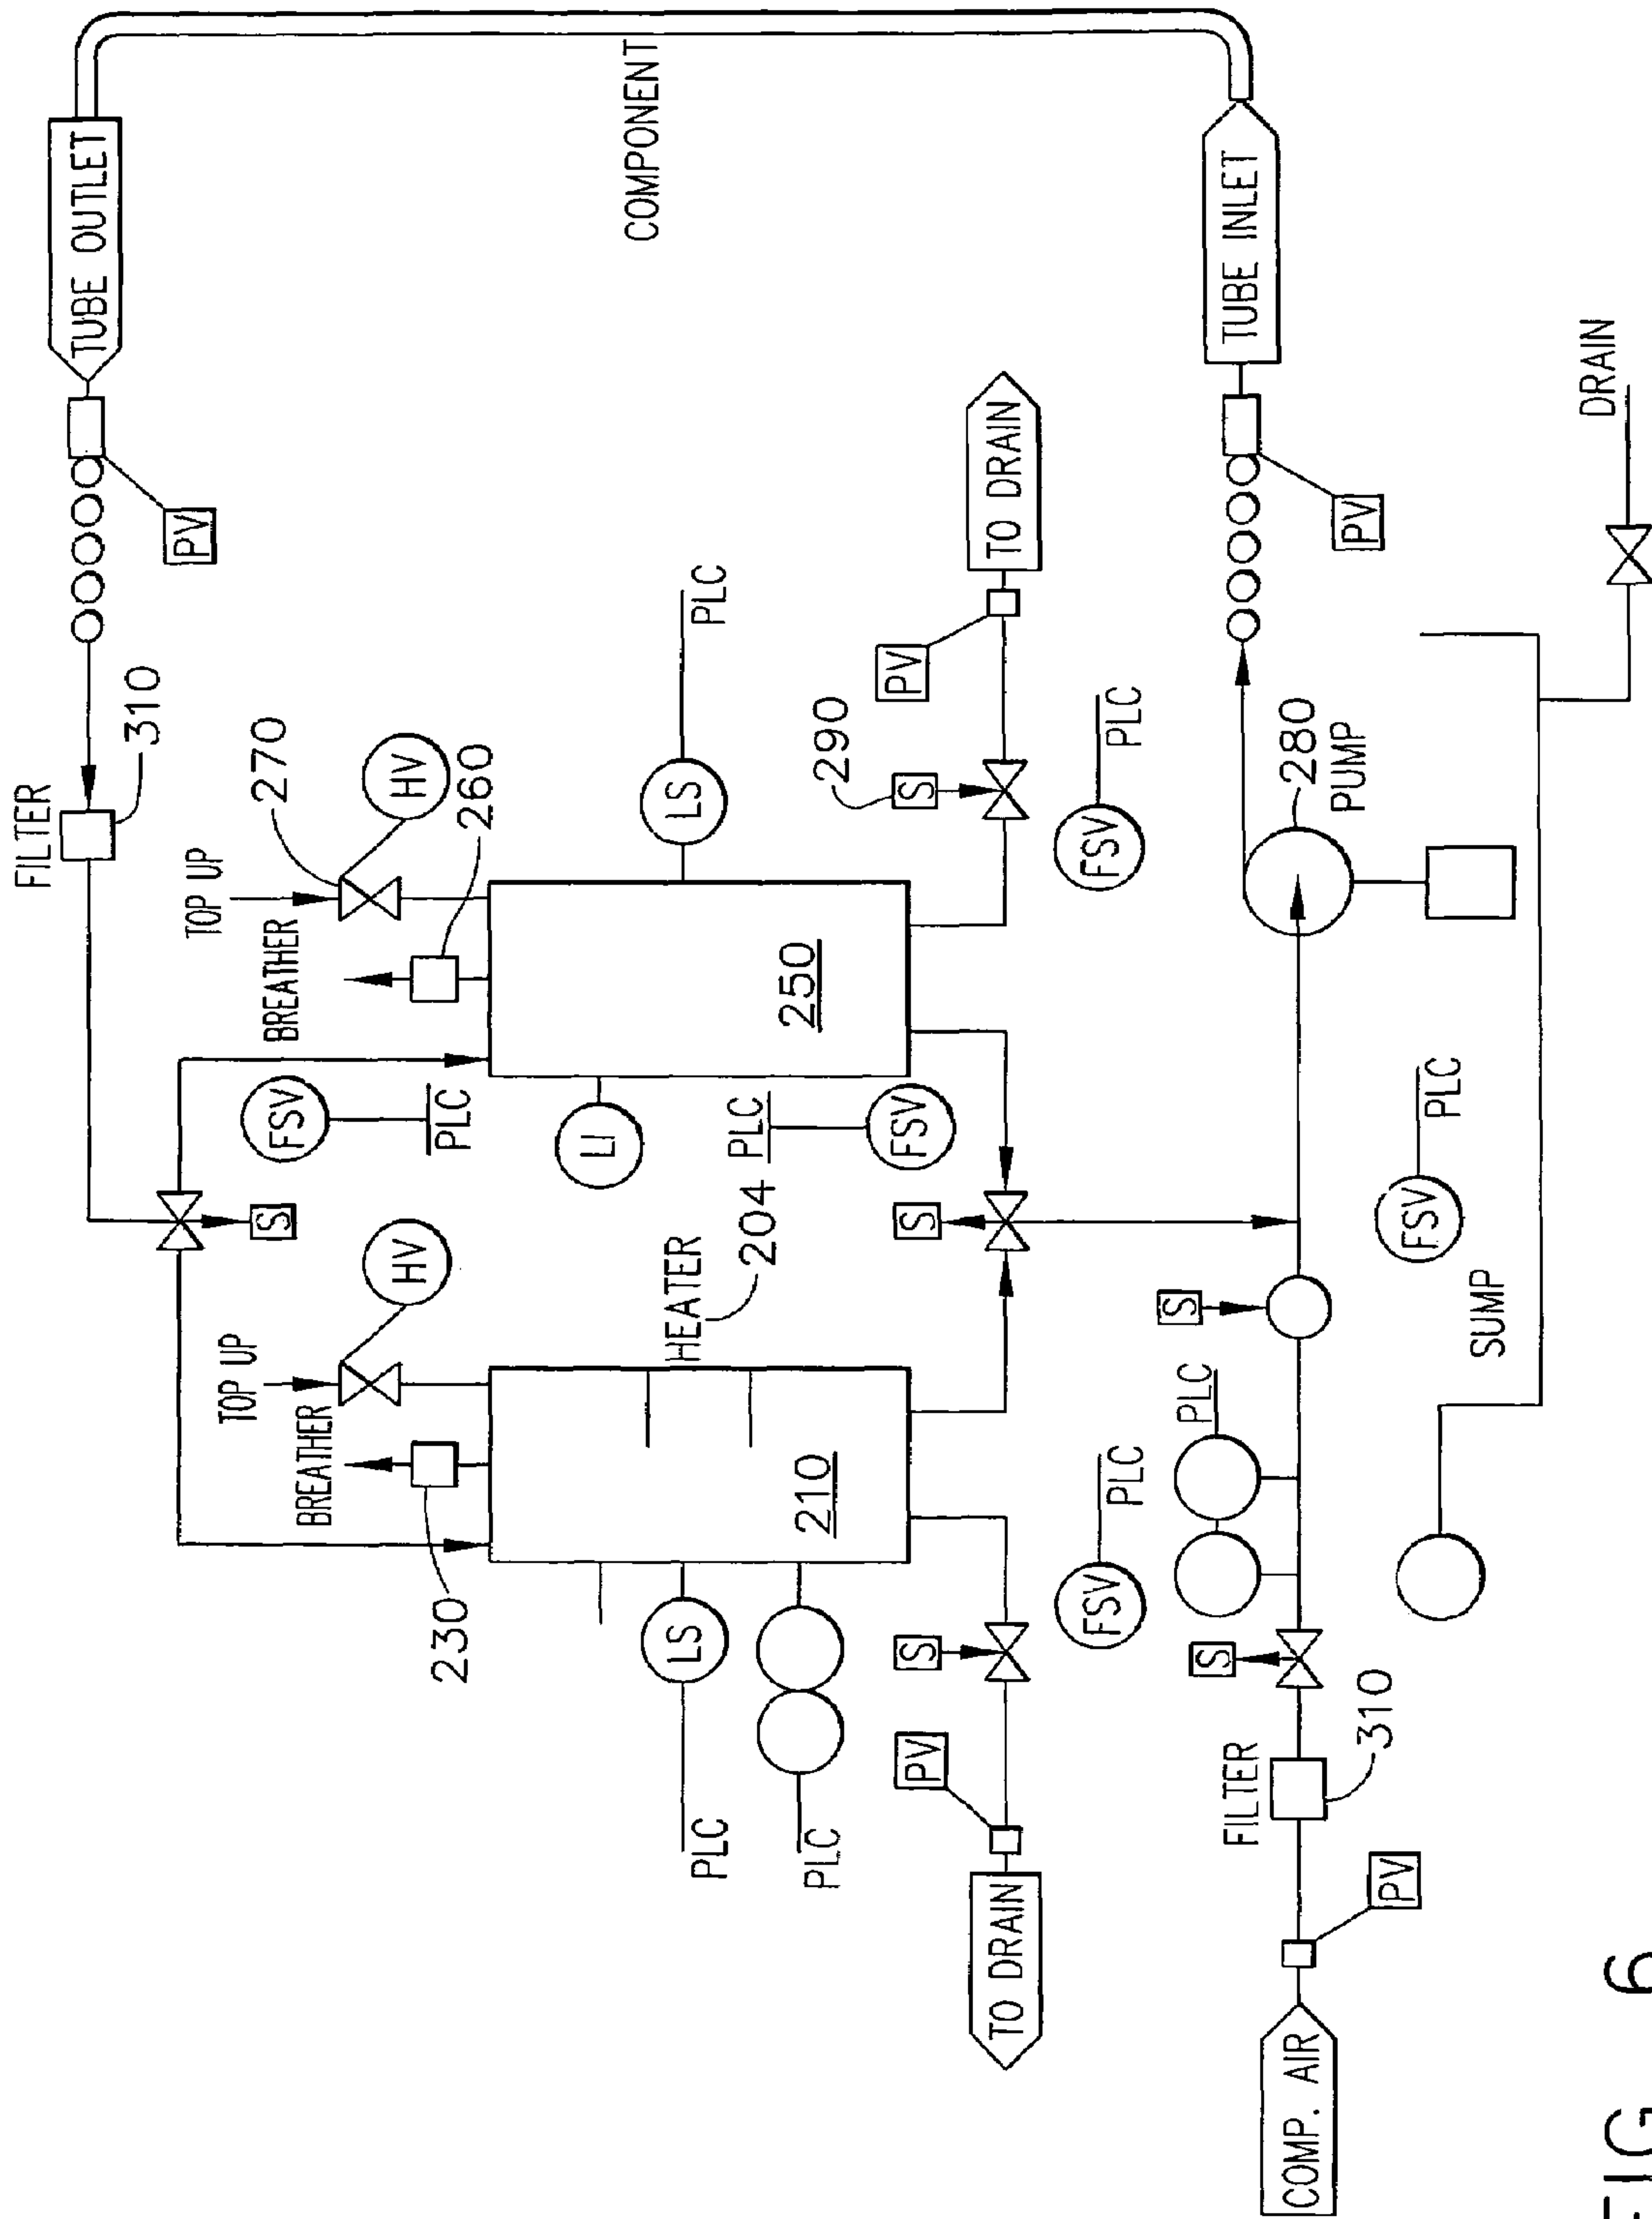 FILTER
310
TUBE OUTLET
PV
COMPONENT
TOP UP
270
HV
BREATHER
260
FSV
PLC
LI
250
LS
PLC
TOP UP
HV
BREATHER
230
HEATER
204
210
LS
PLC
PLC
PLC
FSV
S
S
290
S
PV
TO DRAIN
FSV
PLC
S
PV
TO DRAIN
FSV
PLC
COMP. AIR
PV
FILTER
310
S
PLC
S
280
PUMP
PV
TUBE INLET
FSV
PLC
SUMP
DRAIN
FIG. 6